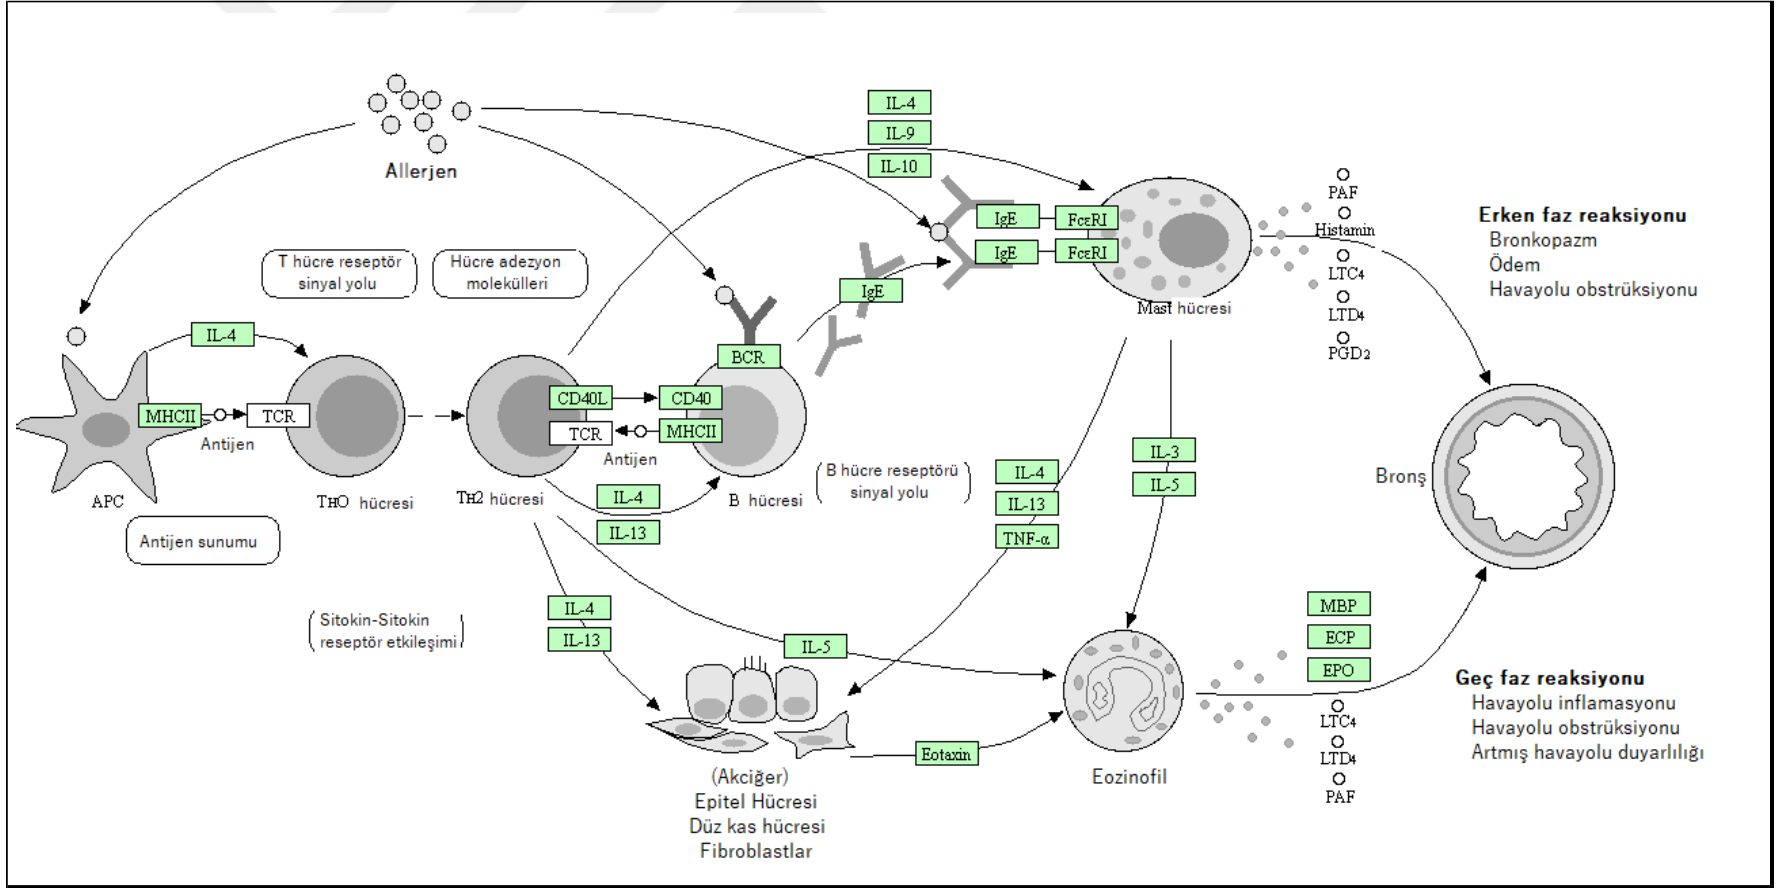 Allerjen
IL-4
IL-9
IL-10
PAF
Histamin
LTC4
LTD4
PGD2
Erken faz reaksiyonu
Bronkopazm
Ödem
Havayolu obstrüksiyonu
IgE
FcεRI
IgE
FcεRI
Mast hücresi
T hücre reseptör
sinyal yolu
Hücre adezyon
molekülleri
IgE
IL-4
BCR
MHCII
TCR
Antijen
CD40L
CD40
TCR
MHCII
Antijen
APC
TH0 hücresi
TH2 hücresi
B hücresi
B hücre reseptörü
sinyal yolu
IL-4
IL-13
Antijen sunumu
IL-4
IL-13
TNF-α
IL-3
IL-5
Bronş
Sitokin-Sitokin
reseptör etkileşimi
IL-4
IL-13
IL-5
Eotaxin
(Akciğer)
Epitel Hücresi
Düz kas hücresi
Fibroblastlar
Eozinofil
MBP
ECP
EPO
LTC4
LTD4
PAF
Geç faz reaksiyonu
Havayolu inflamasyonu
Havayolu obstrüksiyonu
Artmış havayolu duyarlılığı